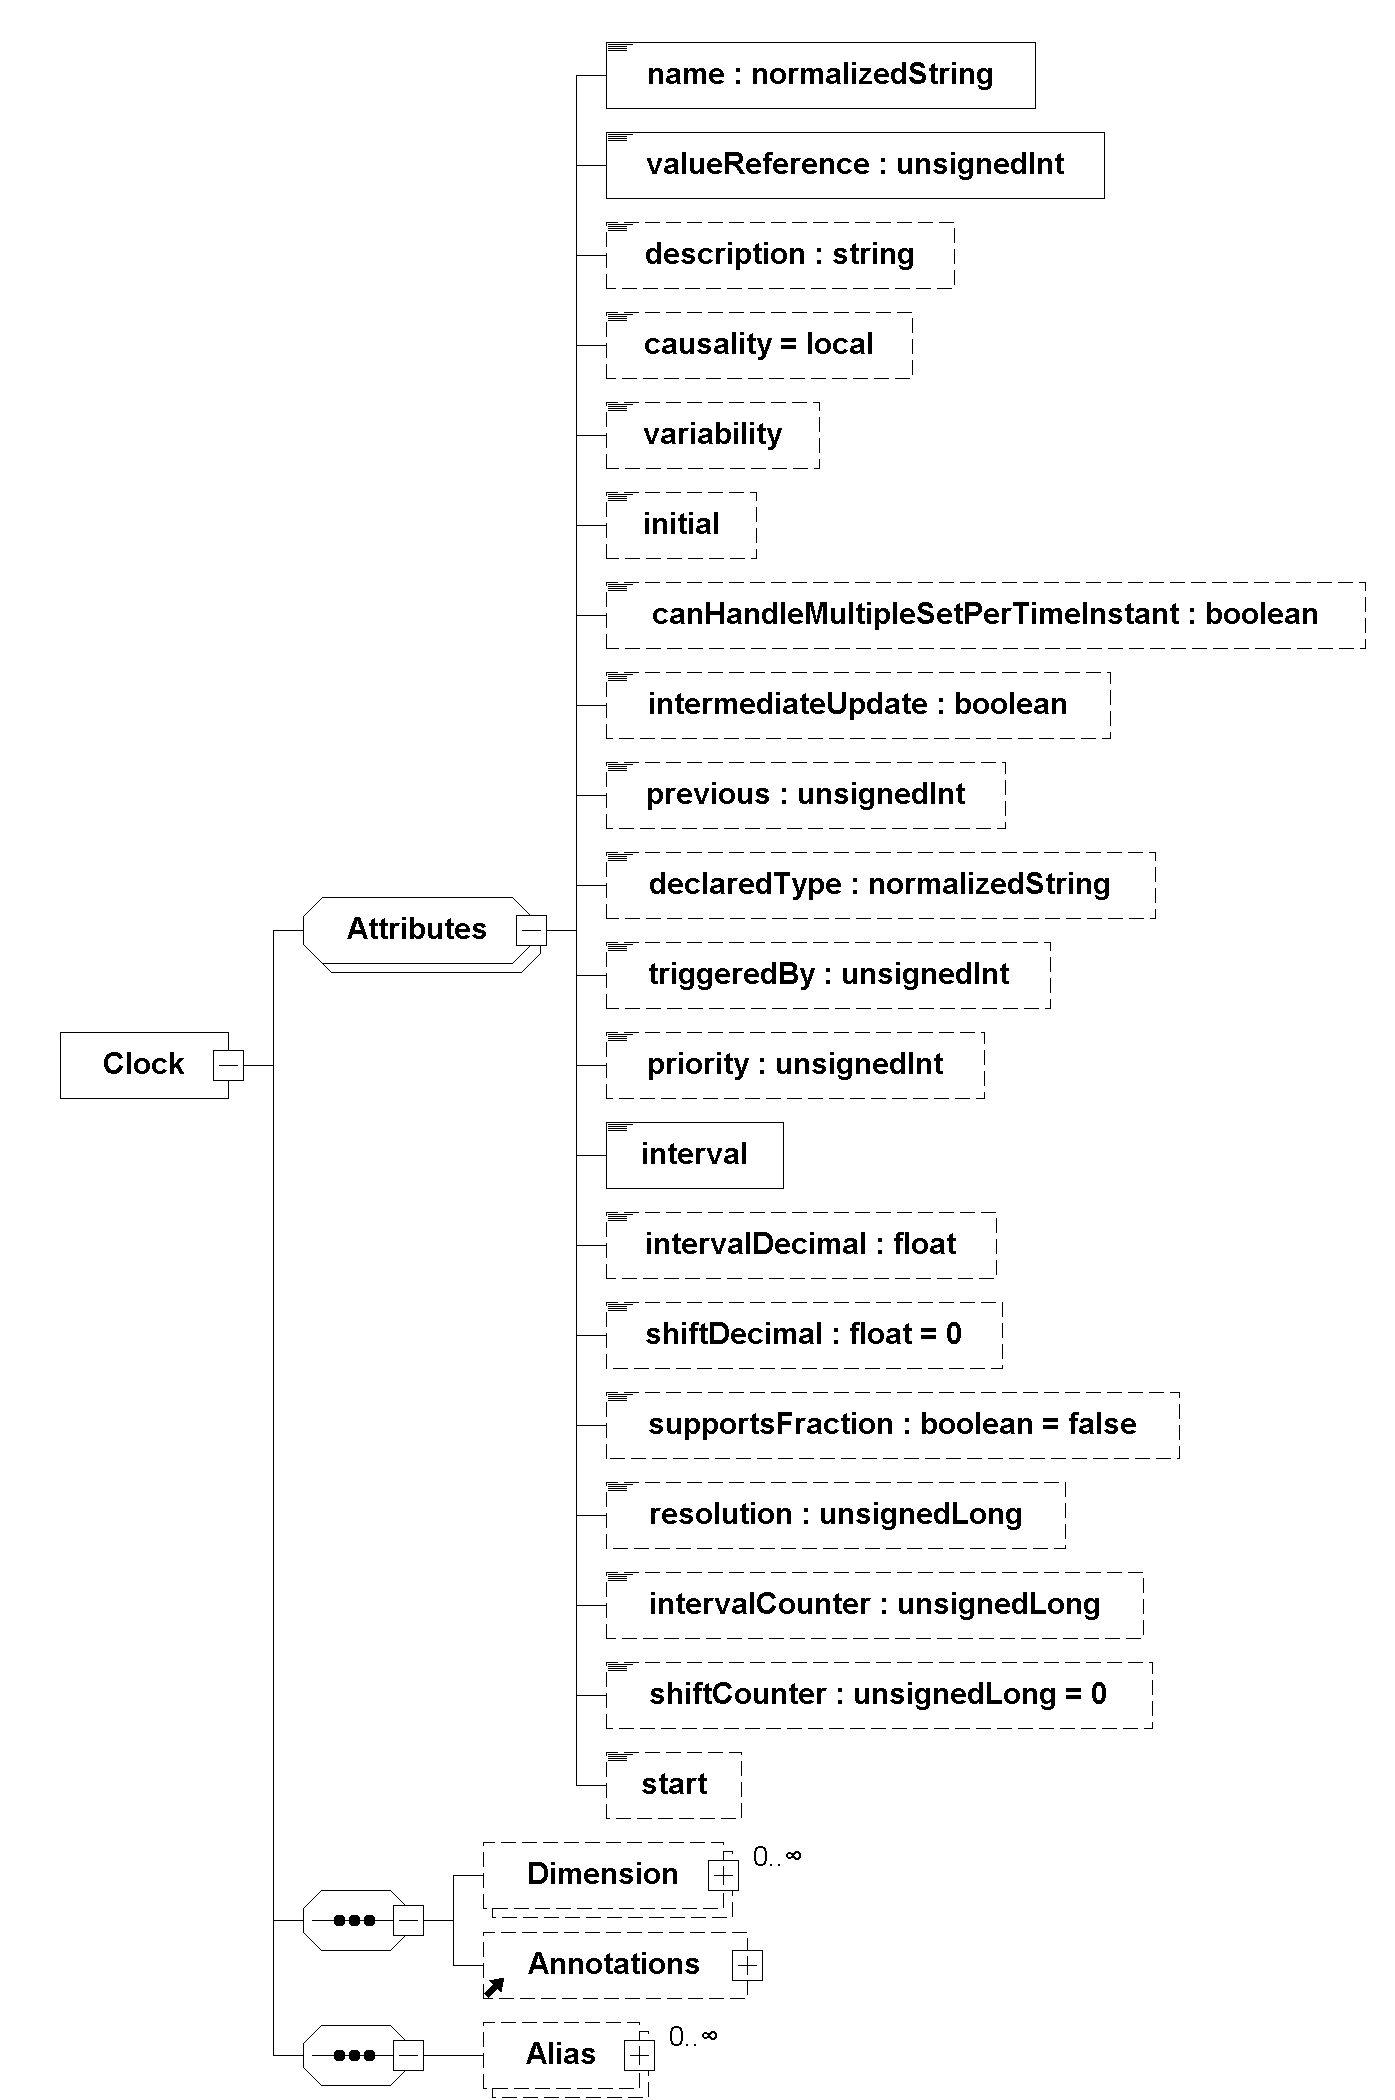 name : normalizedString
valueReference : unsignedInt
description : string
causality = local
variability
initial
canHandleMultipleSetPerTimeInstant : boolean
intermediateUpdate : boolean
previous : unsignedInt
declaredType : normalizedString
Attributes
triggeredBy : unsignedInt
priority : unsignedInt
Clock
interval
intervalDecimal : float
shiftDecimal : float = 0
supportsFraction : boolean = false
resolution : unsignedLong
intervalCounter : unsignedLong
shiftCounter : unsignedLong = 0
start
Dimension
0..∞
Annotations
Alias
0..∞